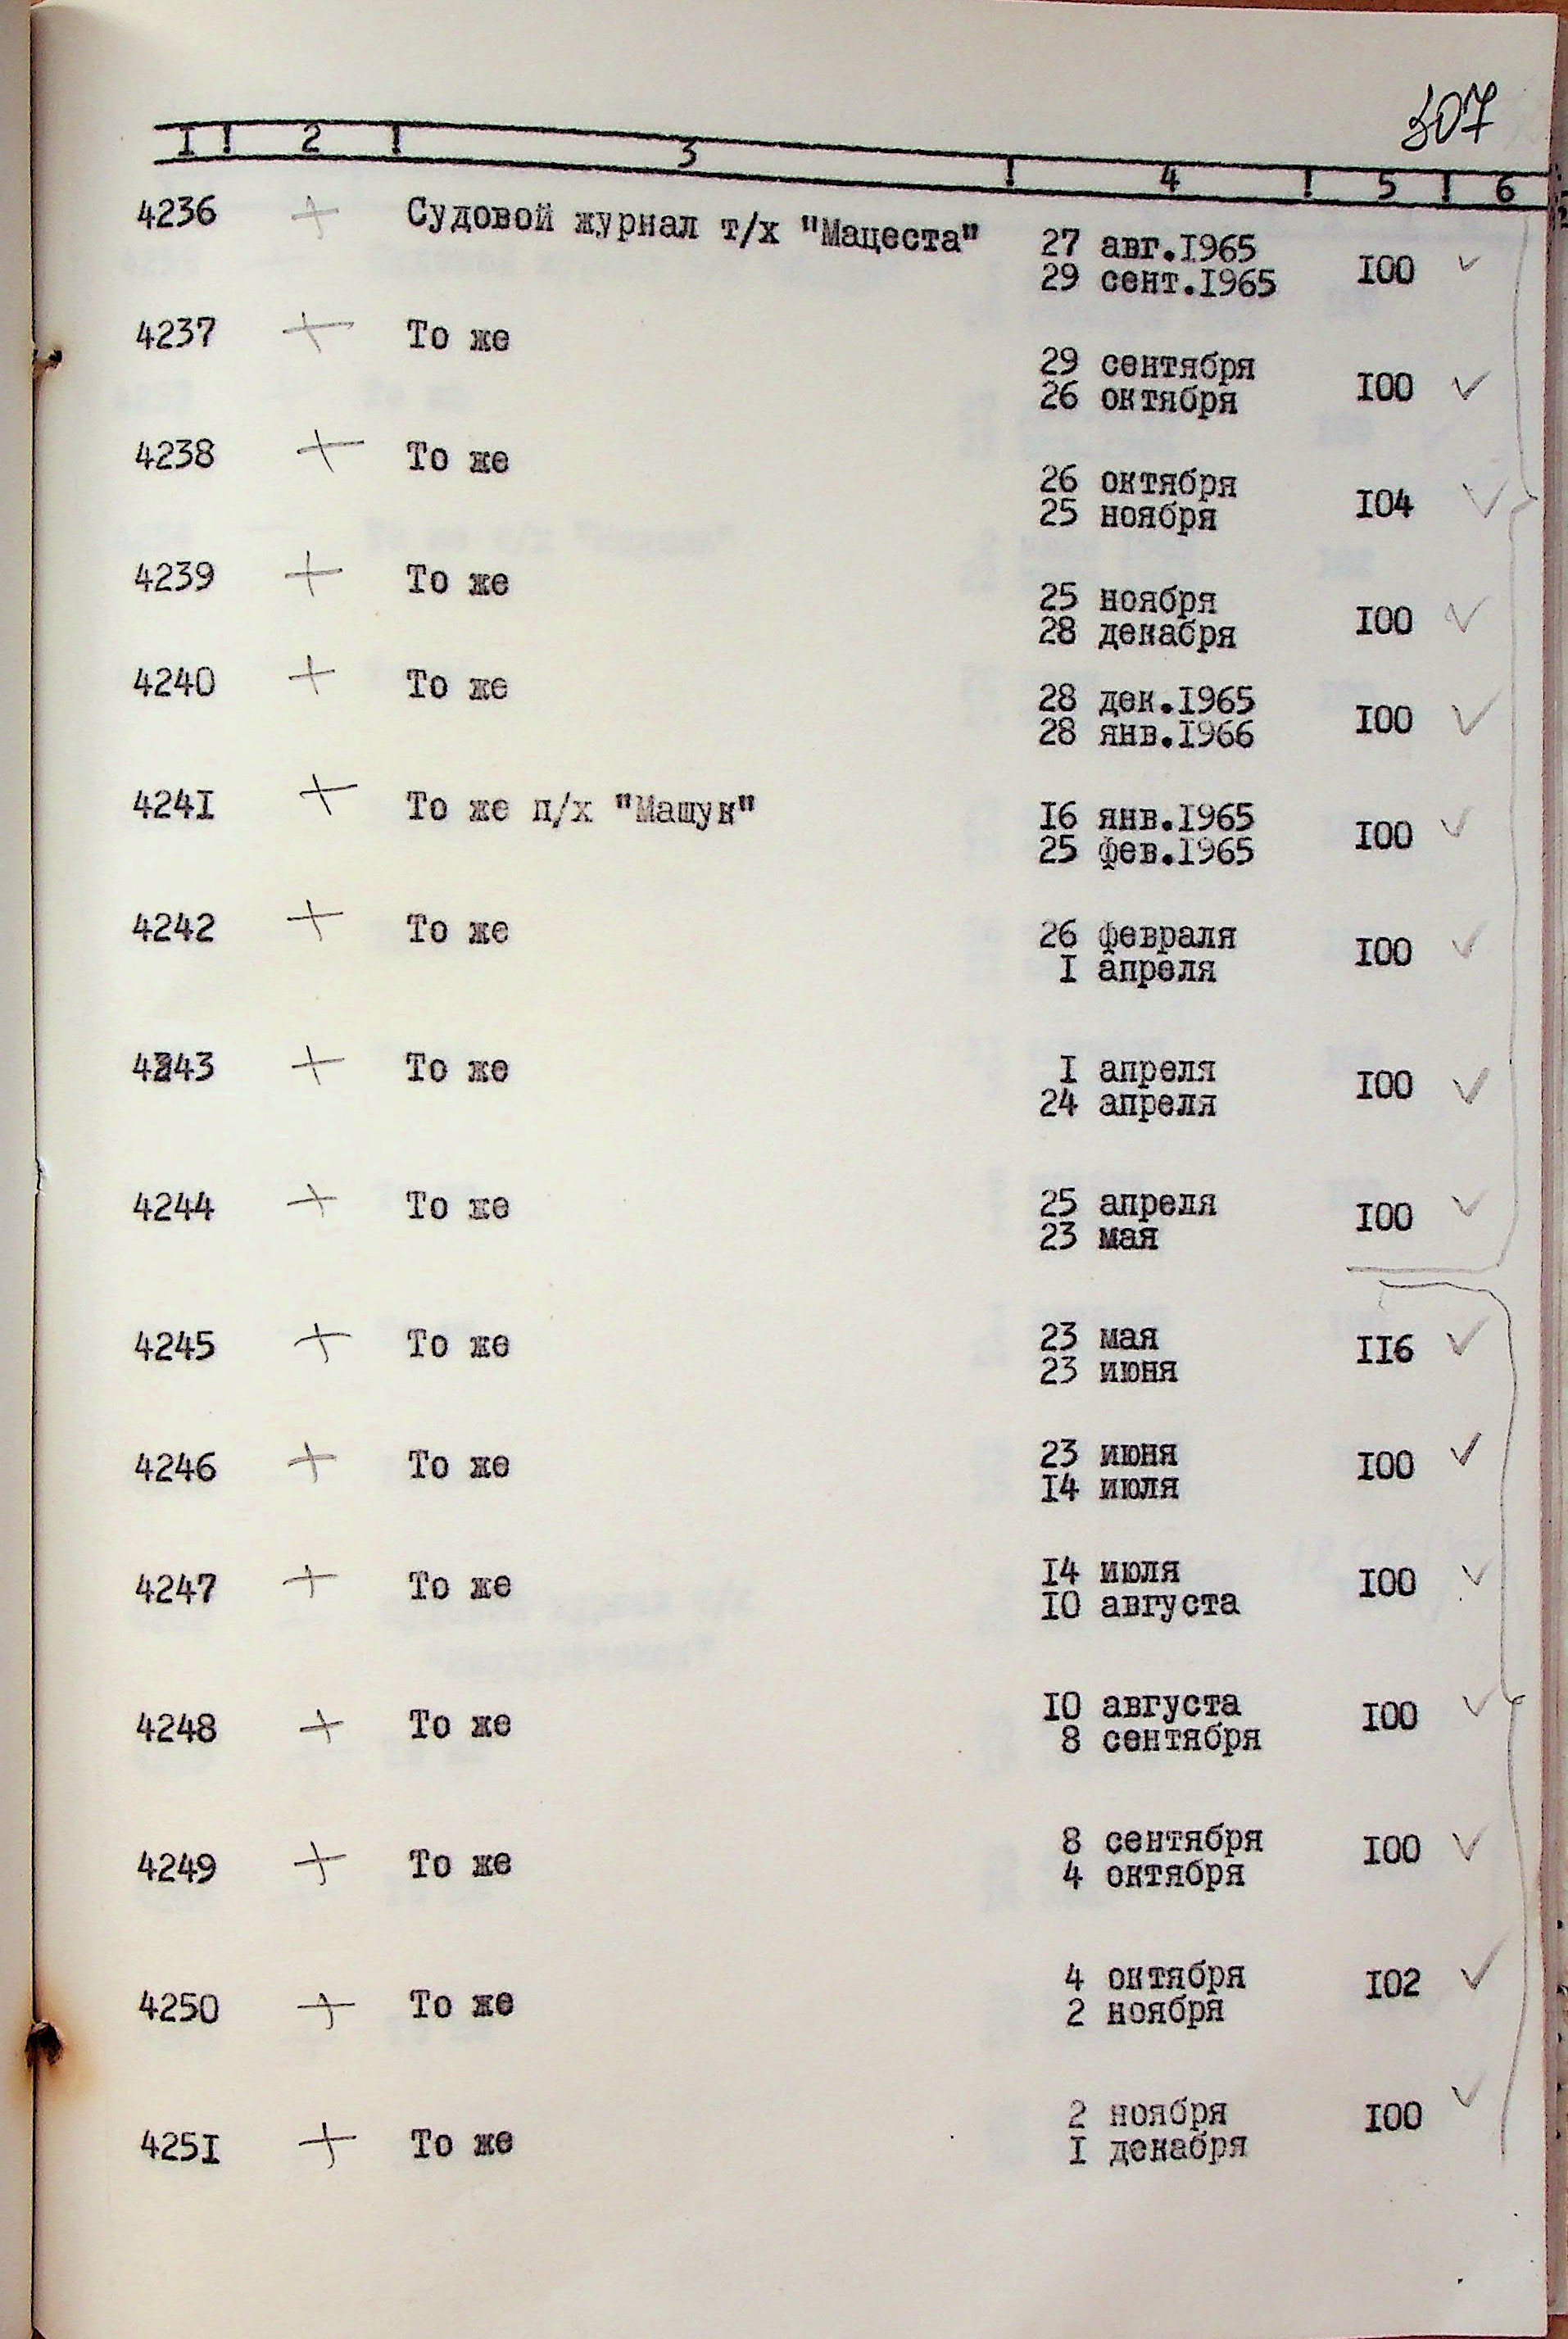 307
1 ! 2 ! 3 ! 4 ! 5 ! 6
4236 + Судовой журнал т/х "Мацеста" 27 авг.1965
29 сент.1965 100 ✓
4237 + То же 29 сентября
26 октября 100 ✓
4238 + То же 26 октября
25 ноября 104 ✓
4239 + То же 25 ноября
28 декабря 100 ✓
4240 + То же 28 дек.1965
28 янв.1966 100 ✓
4241 + То же п/х "Машук" 16 янв.1965
25 фев.1965 100 ✓
4242 + То же 26 февраля
1 апреля 100 ✓
4243 + То же 1 апреля
24 апреля 100 ✓
4244 + То же 25 апреля
23 мая 100 ✓
4245 + То же 23 мая
23 июня 116 ✓
4246 + То же 23 июня
14 июля 100 ✓
4247 + То же 14 июля
10 августа 100 ✓
4248 + То же 10 августа
8 сентября 100 ✓
4249 + То же 8 сентября
4 октября 100 ✓
4250 + То же 4 октября
2 ноября 102 ✓
4251 + То же 2 ноября
1 декабря 100 ✓